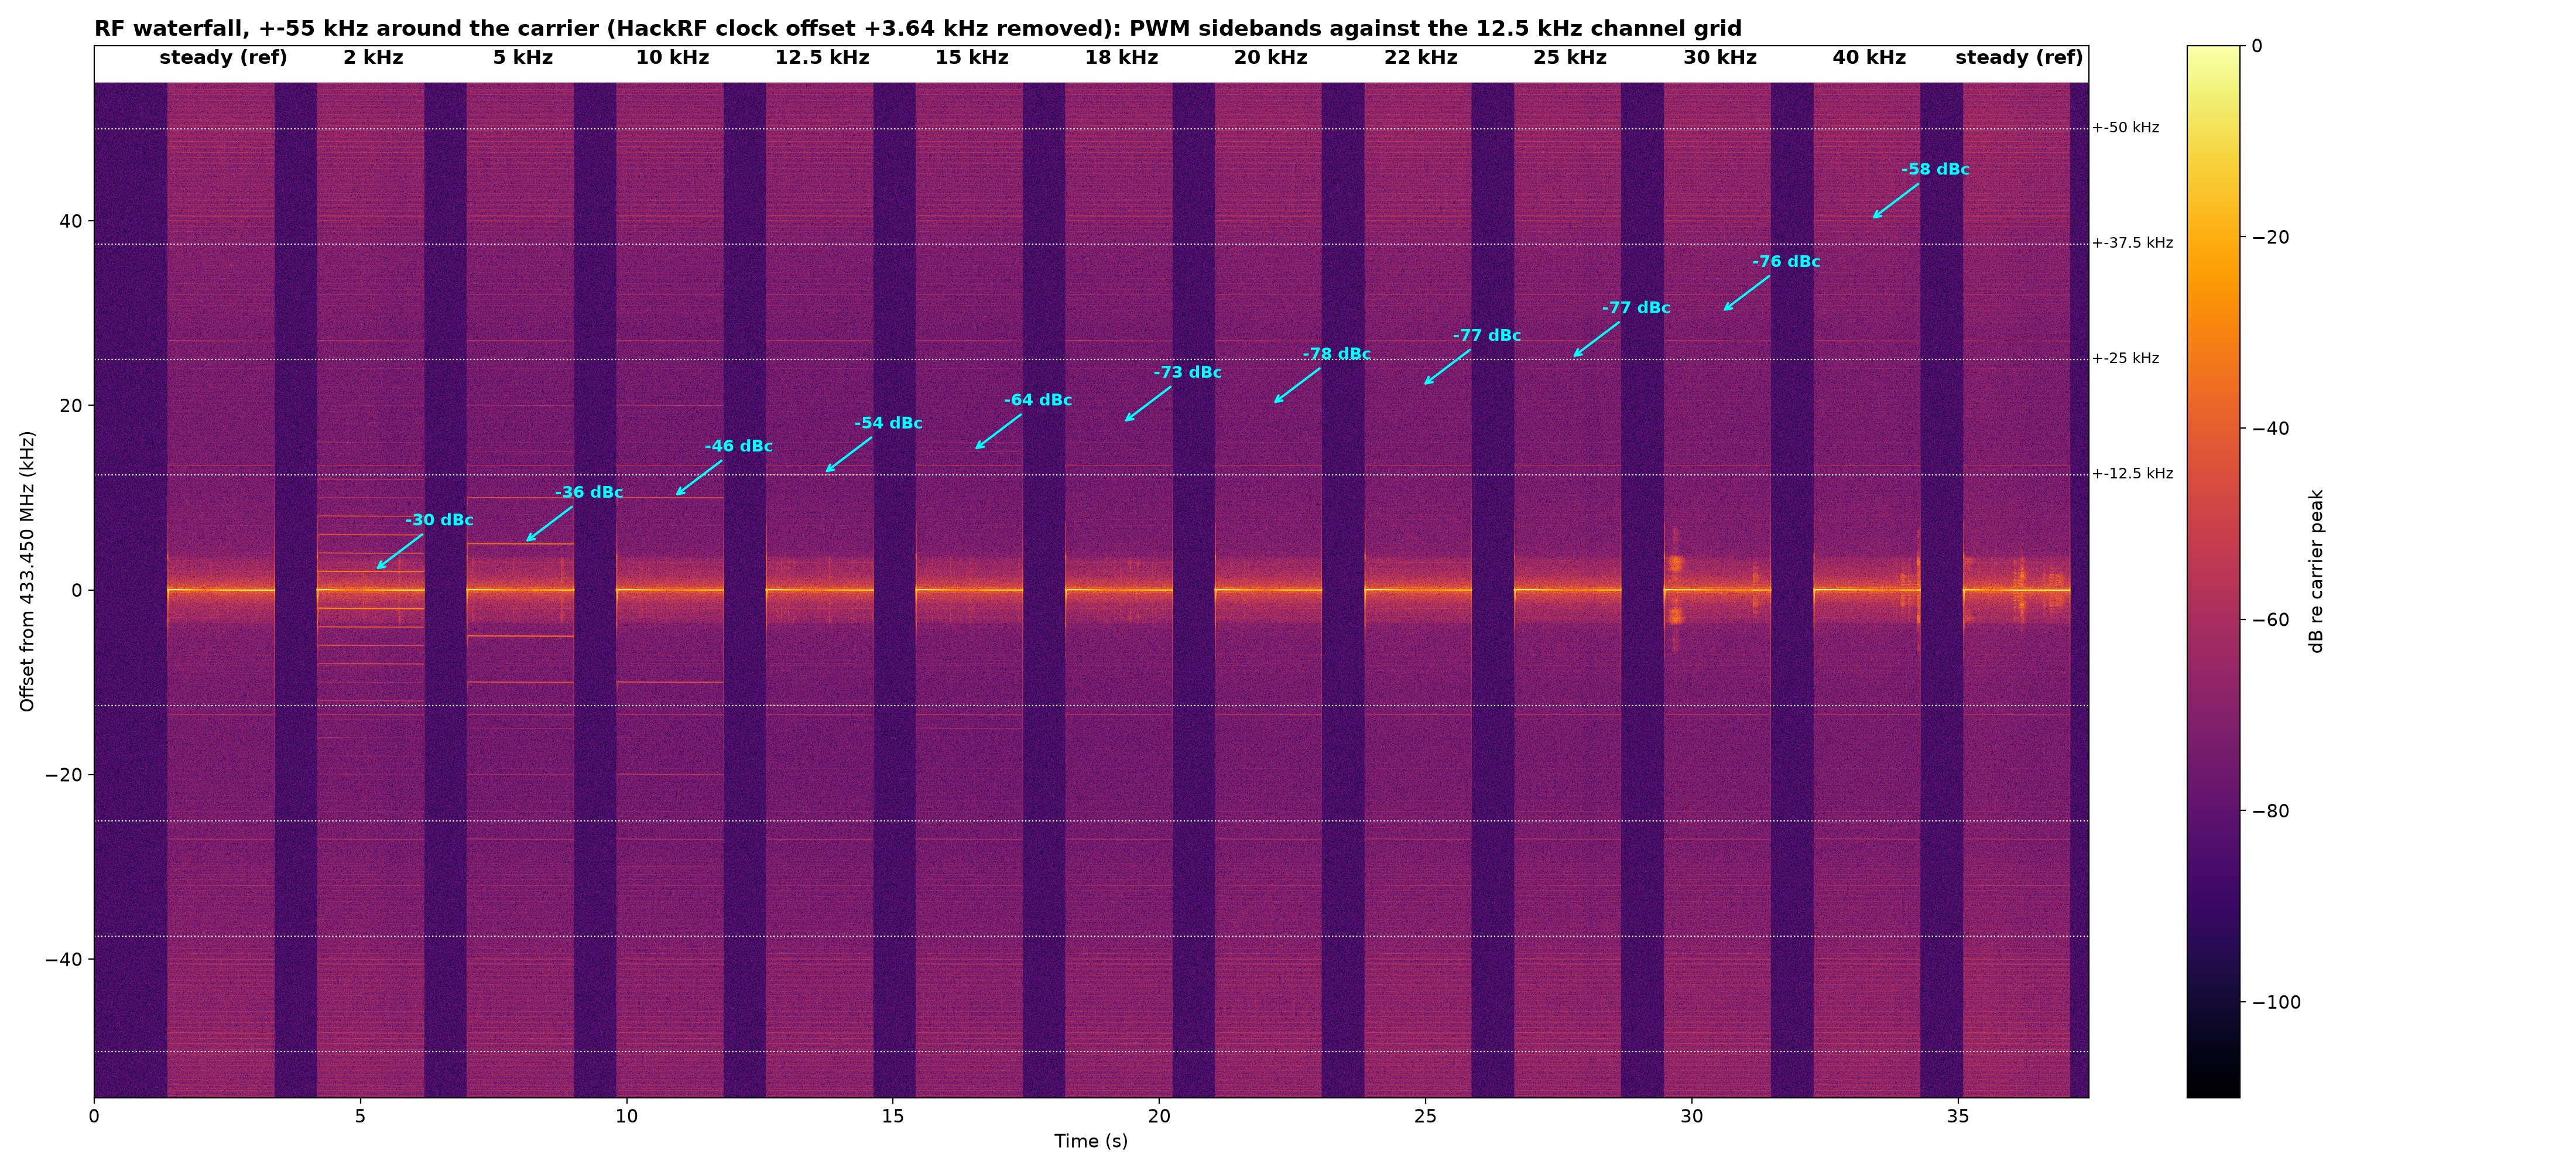 RF waterfall, +-55 kHz around the carrier (HackRF clock offset +3.64 kHz removed): PWM sidebands against the 12.5 kHz channel grid
steady (ref) 2 kHz 5 kHz 10 kHz 12.5 kHz 15 kHz 18 kHz 20 kHz 22 kHz 25 kHz 30 kHz 40 kHz steady (ref)
0
+-50 kHz
-58 dBc
40
−20
+-37.5 kHz
-76 dBc
-77 dBc
-77 dBc
-78 dBc
+-25 kHz
-73 dBc
-64 dBc
20
-54 dBc
−40
-46 dBc
+-12.5 kHz
-36 dBc
-30 dBc
0
−60
Offset from 433.450 MHz (kHz)
dB re carrier peak
−20
−80
−40
−100
0 5 10 15 20 25 30 35
Time (s)